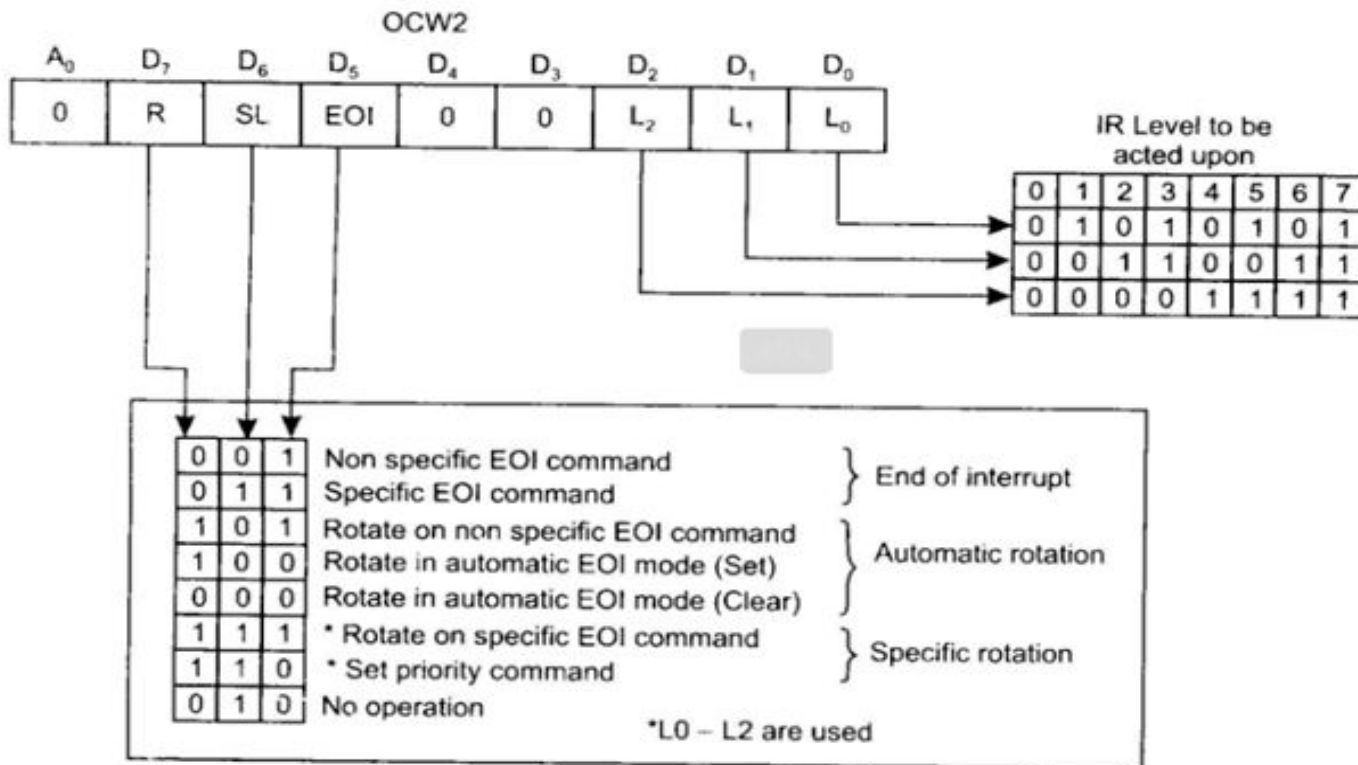 OCW2
A₀ D₇ D₆ D₅ D₄ D₃ D₂ D₁ D₀
0 R SL EOI 0 0 L₂ L₁ L₀
IR Level to be
acted upon
0 1 2 3 4 5 6 7
0 1 0 1 0 1 0 1
0 0 1 1 0 0 1 1
0 0 0 0 1 1 1 1
0 0 1 Non specific EOI command
0 1 1 Specific EOI command
End of interrupt
1 0 1 Rotate on non specific EOI command
1 0 0 Rotate in automatic EOI mode (Set)
0 0 0 Rotate in automatic EOI mode (Clear)
Automatic rotation
1 1 1 * Rotate on specific EOI command
1 1 0 * Set priority command
Specific rotation
0 1 0 No operation
*L0 – L2 are used